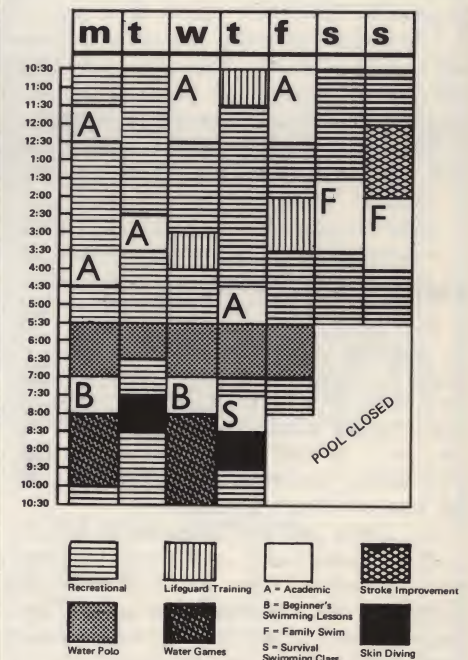 m t w t f s s
10:30
11:00 A A
11:30
12:00 A
12:30
1:00
1:30
2:00 F
2:30 F
3:00 A
3:30
4:00 A
4:30
5:00 A
5:30
6:00
6:30
7:00
7:30 B B
8:00 S
8:30 POOL CLOSED
9:00
9:30
10:00
10:30
Recreational
Lifeguard Training
A = Academic
B = Beginner's
Swimming Lessons
F = Family Swim
S = Survival
Swimming Class
Stroke Improvement
Water Polo
Water Games
Skin Diving